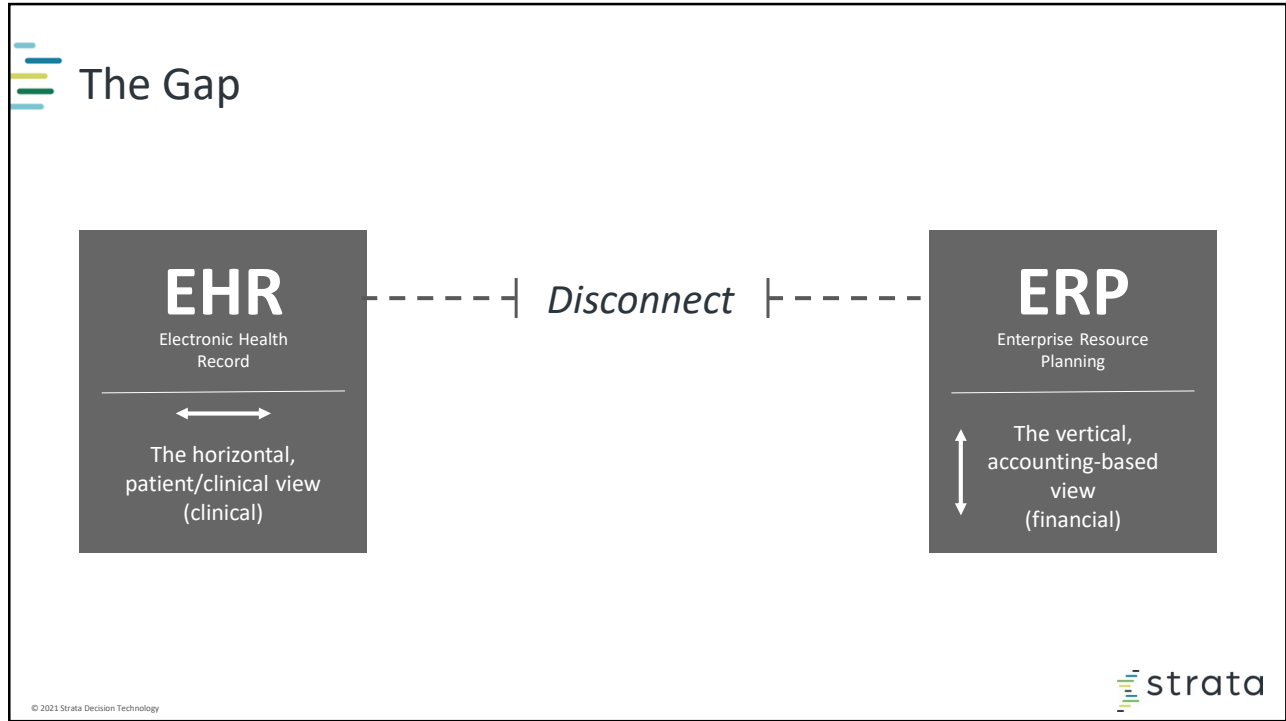 The Gap
EHR
Electronic Health
Record
The horizontal,
patient/clinical view
(clinical)
Disconnect
ERP
Enterprise Resource
Planning
The vertical,
accounting-based
view
(financial)
© 2021 Strata Decision Technology
strata